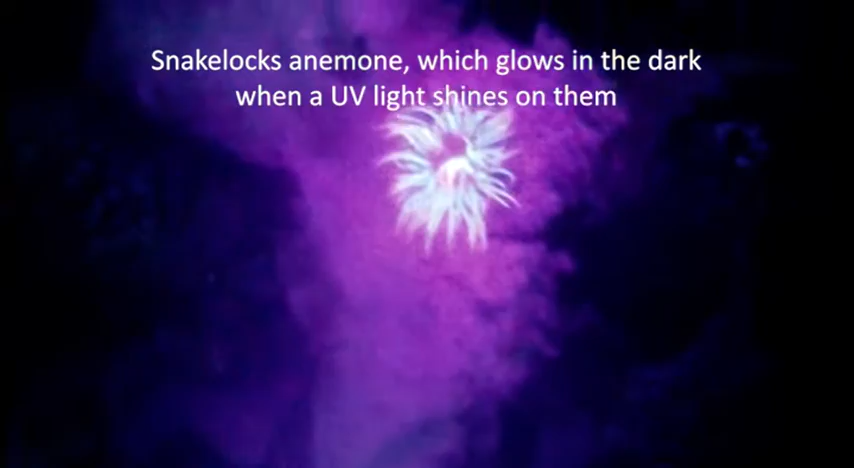 Snakelocks anemone, which glows in the dark
when a UV light shines on them